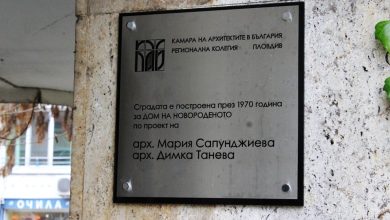 КАБ
КАМАРА НА АРХИТЕКТИТЕ В БЪЛГАРИЯ
РЕГИОНАЛНА КОЛЕГИЯ ПЛОВДИВ
Сградата е построена през 1970 година
за ДОМ НА НОВОРОДЕНОТО
по проект на
арх. Мария Сапунджиева
арх. Димка Танева
ОЧИЛА